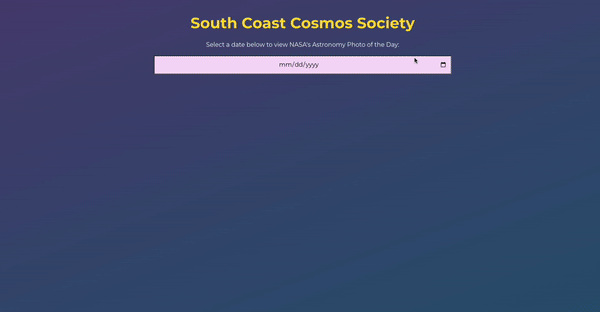 South Coast Cosmos Society
Select a date below to view NASA's Astronomy Photo of the Day:
mm/dd/yyyy